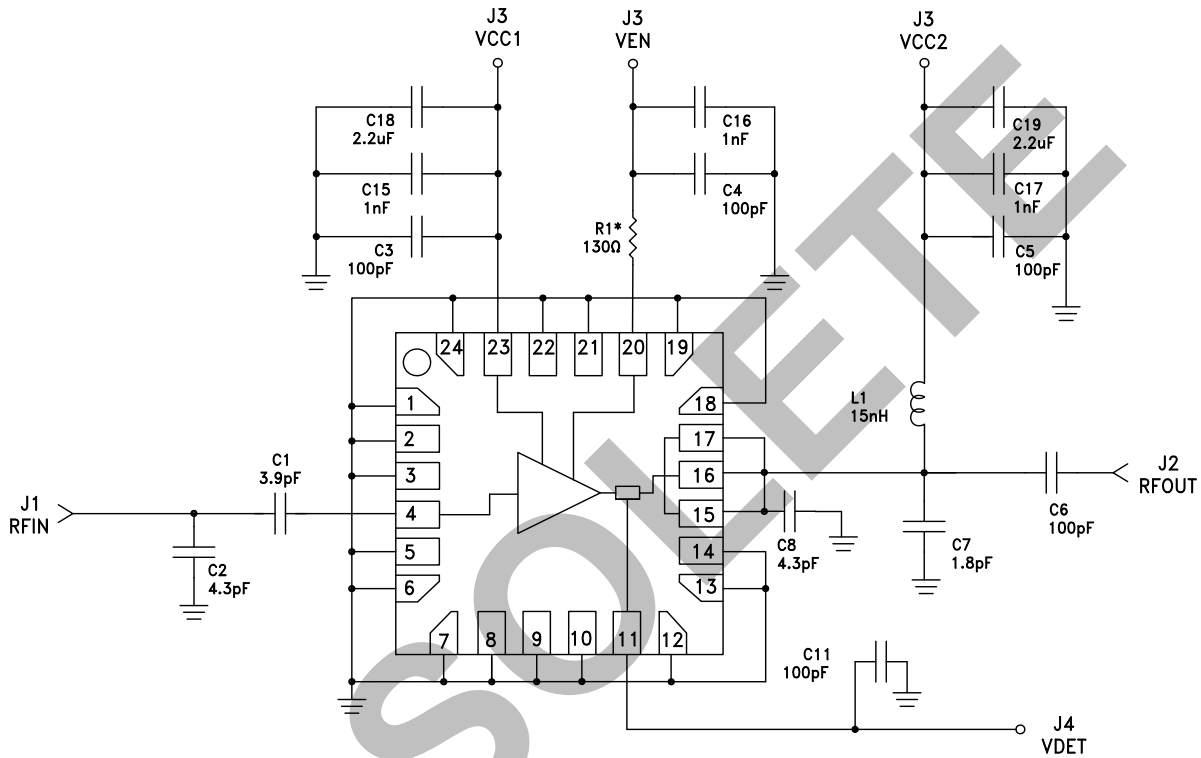 J3
VCC1
J3
VEN
J3
VCC2
C18
2.2uF
C15
1nF
C3
100pF
C16
1nF
C4
100pF
R1*
130Ω
C19
2.2uF
C17
1nF
C5
100pF
24
23
22
21
20
19
1
2
3
4
5
6
18
17
16
15
14
13
7
8
9
10
11
12
L1
15nH
C1
3.9pF
J1
RFIN
C2
4.3pF
C8
4.3pF
C7
1.8pF
C6
100pF
J2
RFOUT
C11
100pF
J4
VDET
SOLETE